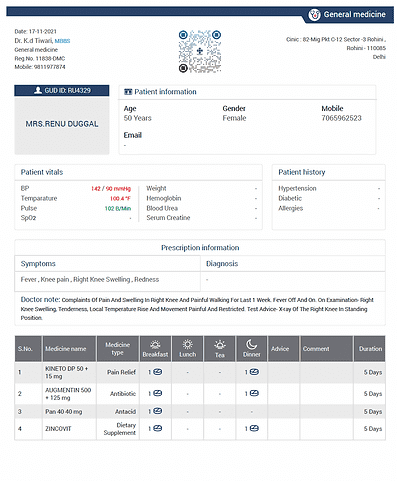 General medicine
Date: 17-11-2021
Dr. K.d Tiwari, MBBS
General medicine
Reg.No. 11838-DMC
Mobile: 9811977874
Clinic : 82-Mig Pkt.C-12 Sector -3 Rohini ,
Rohini - 110085
Delhi
GUD ID: RU4329
MRS.RENU DUGGAL
Patient information
Age Gender Mobile
50 Years Female 7065962523
Email
-
Patient vitals
BP 142 / 90 mmHg Weight -
Temparature 100.4 °F Hemoglobin -
Pulse 102 B/Min Blood Urea -
SpO2 - Serum Creatine -
Patient history
Hypertension -
Diabetic -
Allergies -
Prescription information
Symptoms Diagnosis
Fever , Knee pain , Right Knee Swelling , Redness -
Doctor note: Complaints Of Pain And Swelling In Right Knee And Painful Walking For Last 1 Week. Fever Off And On. On Examination- Right
Knee Swelling, Tenderness, Local Temperature Rise And Movement Painful And Restricted. Test Advice- Xray Of The Right Knee In Standing
Position.
S.No. Medicine name Medicine type Breakfast Lunch Tea Dinner Advice Comment Duration
1 KINETO DP 50 + 15 mg Pain Relief 1 - - 1 5 Days
2 AUGMENTIN 500 + 125 mg Antibiotic 1 - - 1 5 Days
3 Pan 40 40 mg Antacid 1 - - - 5 Days
4 ZINCOVIT Dietary Supplement 1 - - 1 5 Days